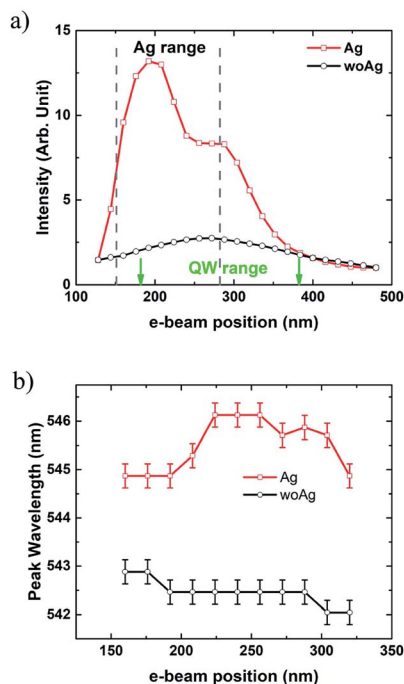 a)
Ag range
Ag
woAg
15
10
5
0
Intensity (Arb. Unit)
QW range
100 200 300 400 500
e-beam position (nm)
b)
546
545
544
543
542
Peak Wavelength (nm)
Ag
woAg
150 200 250 300 350
e-beam position (nm)